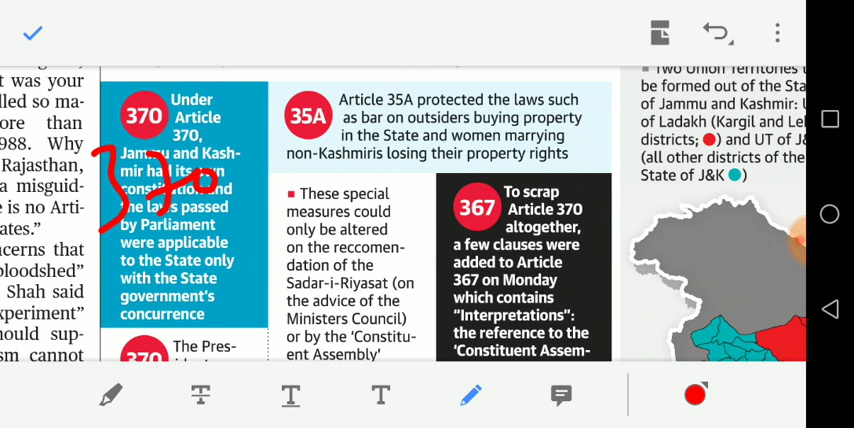 t was your
lled so ma-
ore than
988. Why
Rajasthan,
a misguid-
e is no Arti-
ates."
ncerns that
bloodshed"
Shah said
xperiment"
ould sup-
sm cannot
370 Under
Article
370,
Jammu and Kash-
mir had its own
constitution and
the laws passed
by Parliament
were applicable
to the State only
with the State
government's
concurrence
370
370 The Pres-
35A Article 35A protected the laws such
as bar on outsiders buying property
in the State and women marrying
non-Kashmiris losing their property rights
■ These special
measures could
only be altered
on the reccomen-
dation of the
Sadar-i-Riyasat (on
the advice of the
Ministers Council)
or by the 'Constitu-
ent Assembly'
367 To scrap
Article 370
altogether,
a few clauses were
added to Article
367 on Monday
which contains
"Interpretations":
the reference to the
'Constituent Assem-
■ Two Union Territories
be formed out of the Sta
of Jammu and Kashmir: U
of Ladakh (Kargil and Le
districts; ●) and UT of J&
(all other districts of the
State of J&K ●)
T
T
T